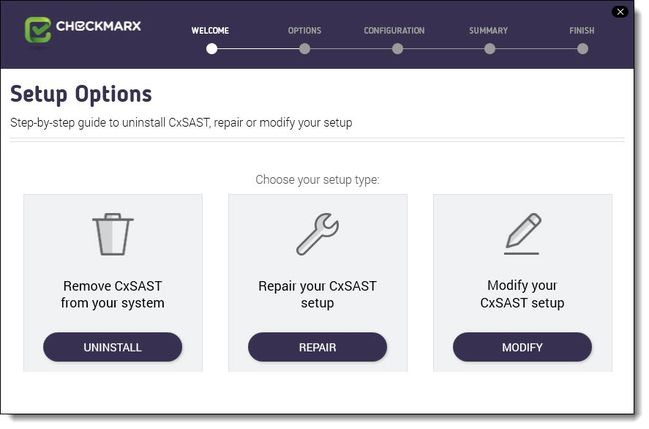 CHECKMARX
WELCOME
OPTIONS
CONFIGURATION
SUMMARY
FINISH
Setup Options
Step-by-step guide to uninstall CxSAST, repair or modify your setup
Choose your setup type:
Remove CxSAST
from your system
UNINSTALL
Repair your CxSAST
setup
REPAIR
Modify your
CxSAST setup
MODIFY